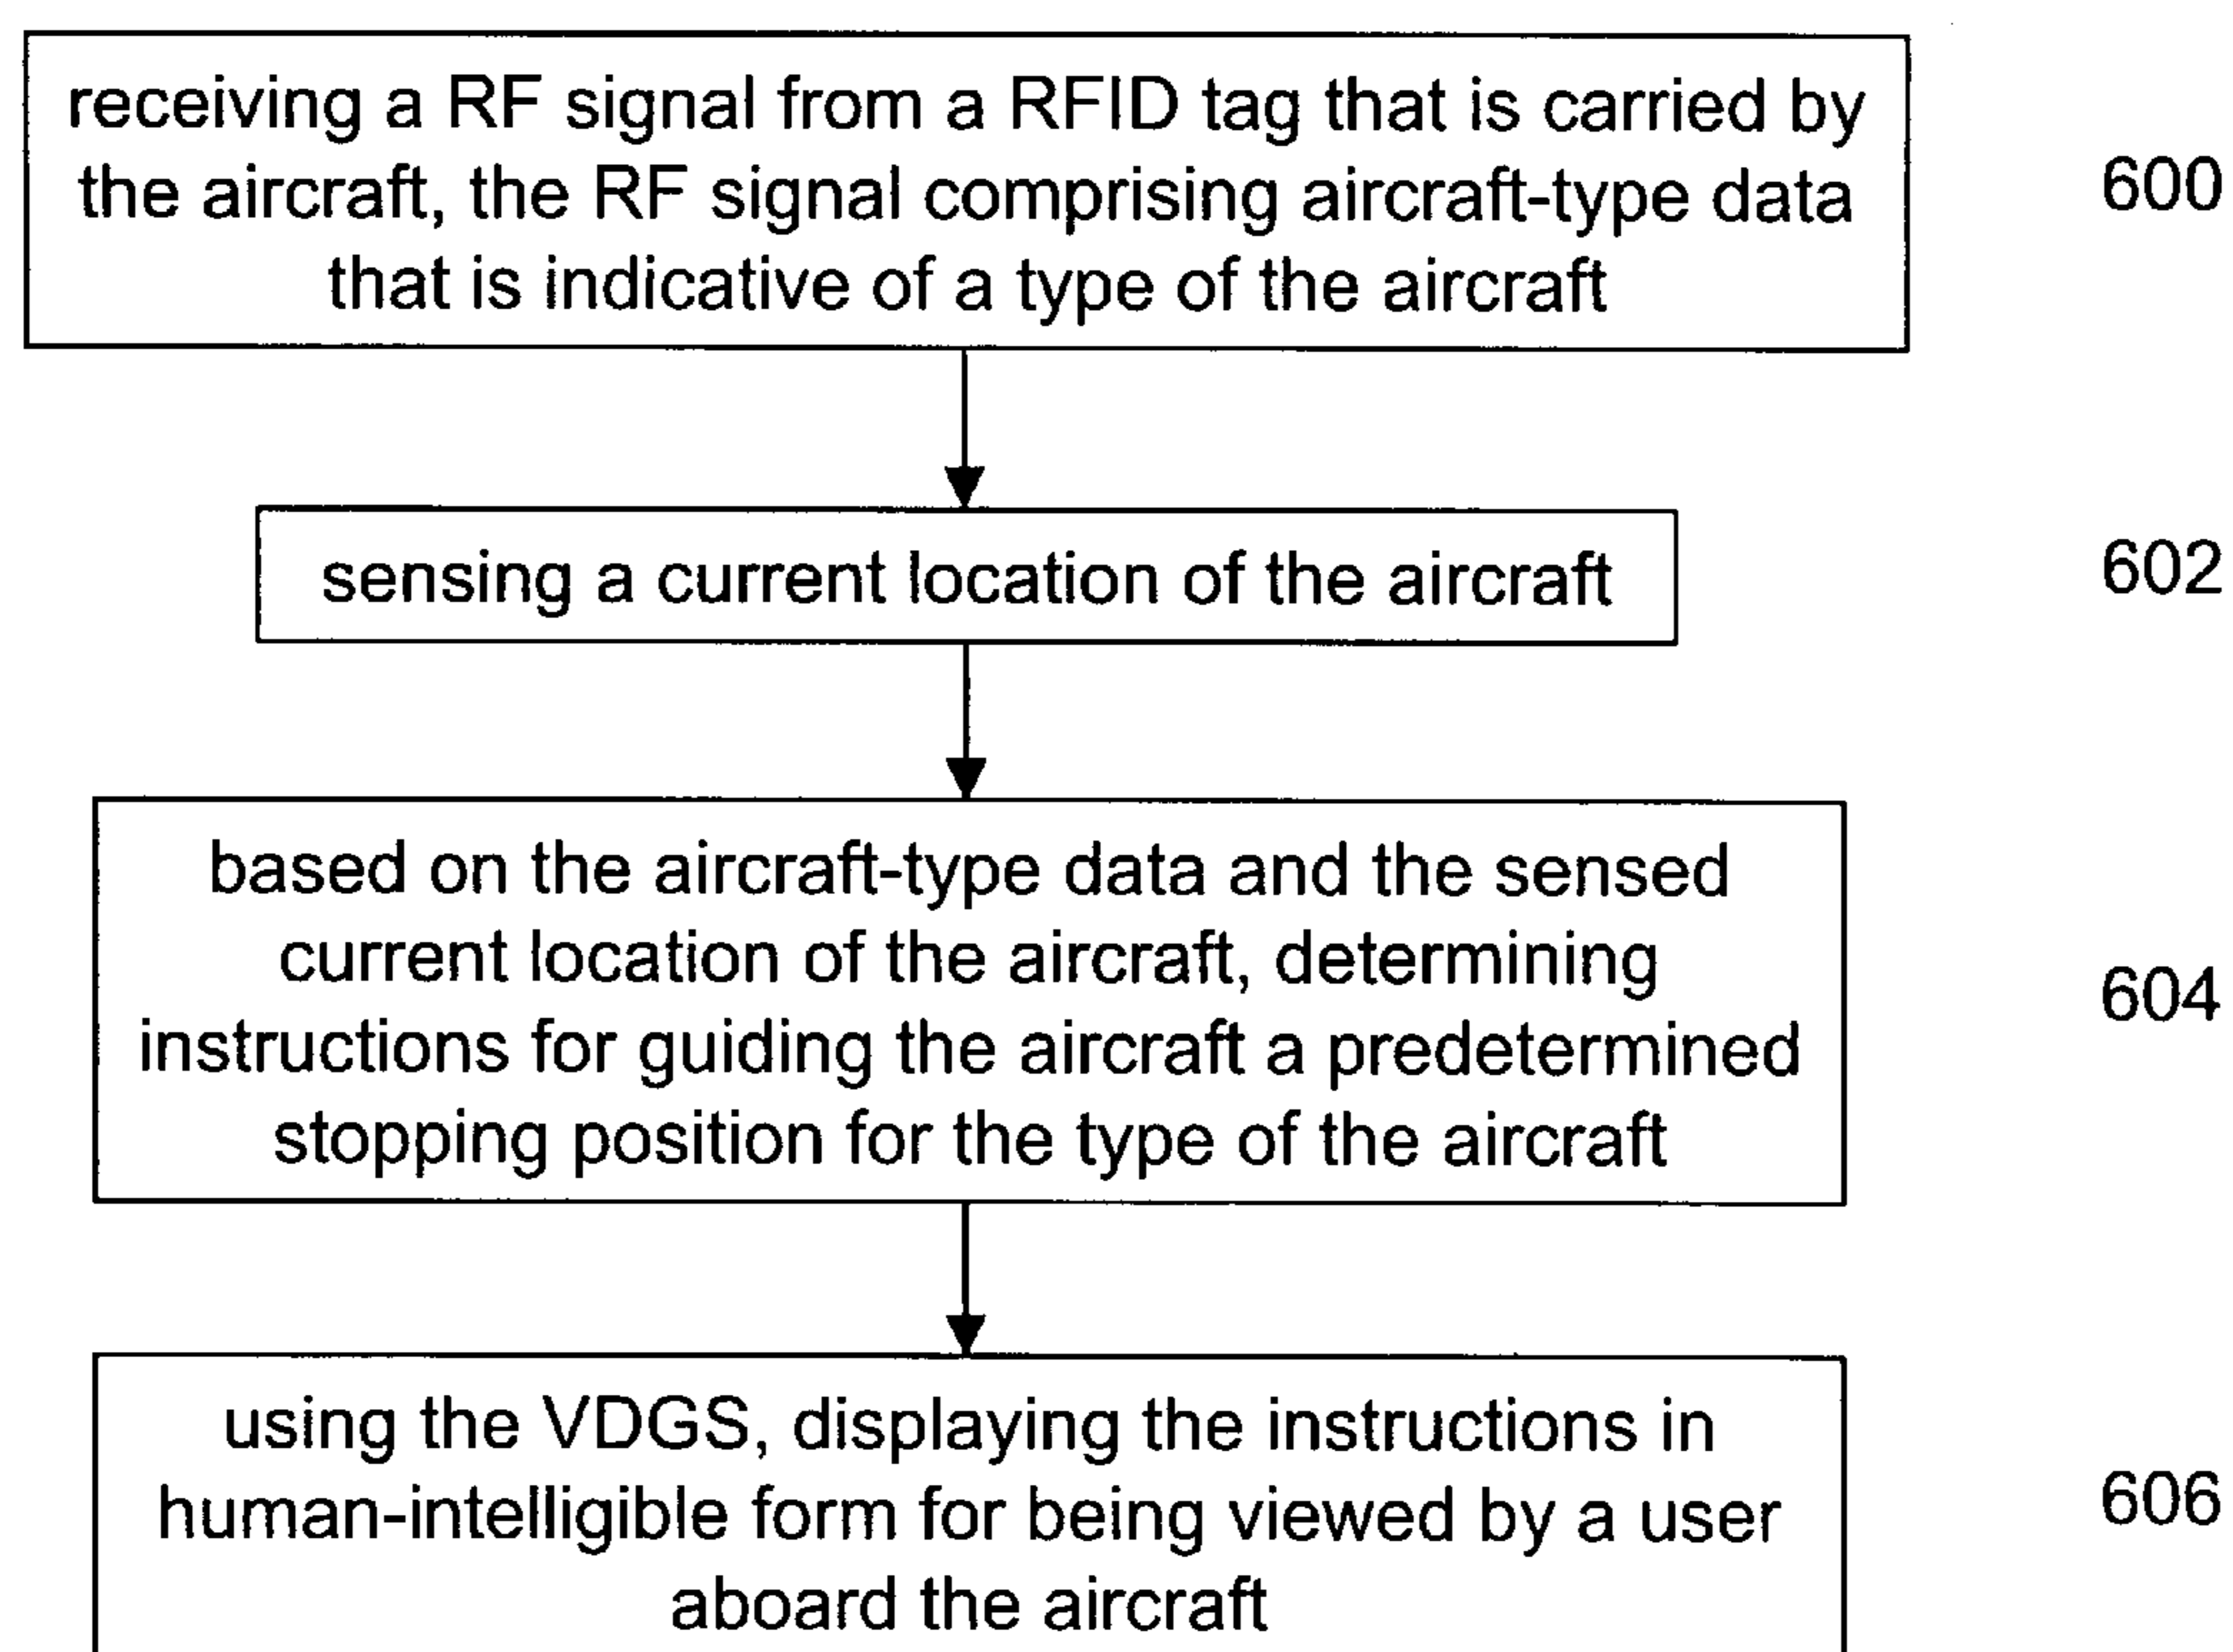 receiving a RF signal from a RFID tag that is carried by
the aircraft, the RF signal comprising aircraft-type data
that is indicative of a type of the aircraft
600
sensing a current location of the aircraft
602
based on the aircraft-type data and the sensed
current location of the aircraft, determining
instructions for guiding the aircraft a predetermined
stopping position for the type of the aircraft
604
using the VDGS, displaying the instructions in
human-intelligible form for being viewed by a user
aboard the aircraft
606